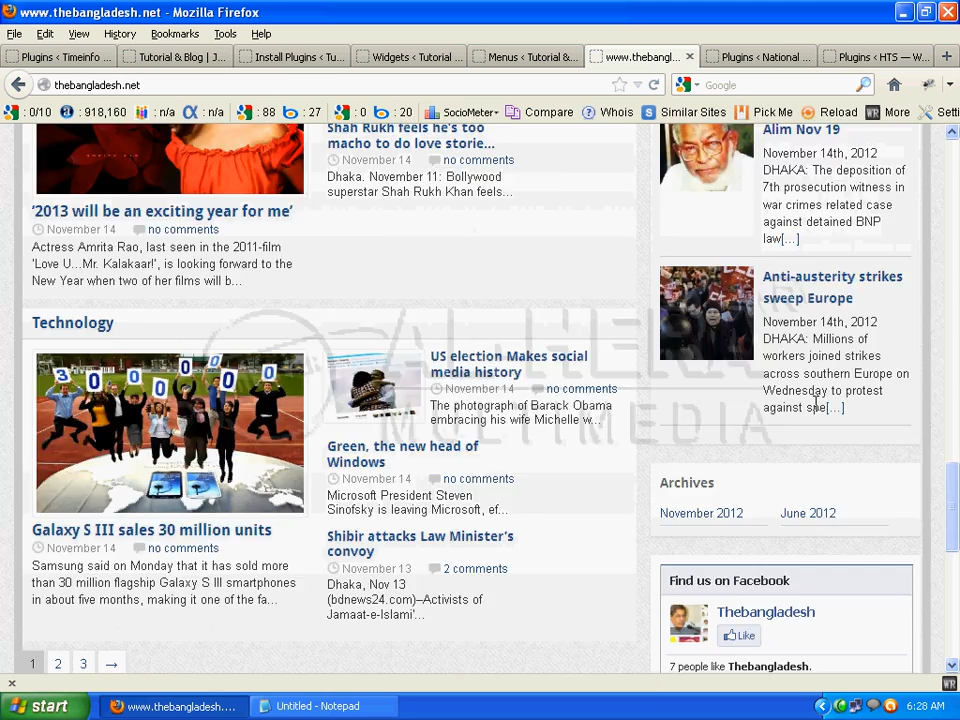 www.thebangladesh.net - Mozilla Firefox
File Edit View History Bookmarks Tools Help
Plugins ‹ Timeinfo
Tutorial & Blog | J...
Install Plugins ‹ Tu...
Widgets ‹ Tutorial ...
Menus ‹ Tutorial &...
www.thebangl...
Plugins ‹ National ...
Plugins ‹ HTS — W...
thebangladesh.net
Google
: 0/10 : 918,160 : n/a : n/a : 88 : 27 : 0 : 20 SocioMeter Compare Whois Similar Sites Pick Me Reload More Setti
Shah Rukh feels he's too
macho to do love storie...
November 14 no comments
Dhaka. November 11: Bollywood
superstar Shah Rukh Khan feels...
‘2013 will be an exciting year for me’
November 14 no comments
Actress Amrita Rao, last seen in the 2011-film
'Love U...Mr. Kalakaar!', is looking forward to the
New Year when two of her films will b...
Technology
Galaxy S III sales 30 million units
November 14 no comments
Samsung said on Monday that it has sold more
than 30 million flagship Galaxy S III smartphones
in about five months, making it one of the fa...
US election Makes social
media history
November 14 no comments
The photograph of Barack Obama
embracing his wife Michelle w...
Green, the new head of
Windows
November 14 no comments
Microsoft President Steven
Sinofsky is leaving Microsoft, ef...
Shibir attacks Law Minister's
convoy
November 13 2 comments
Dhaka, Nov 13
(bdnews24.com)–Activists of
Jamaat-e-Islami'...
1 2 3 →
Alim Nov 19
November 14th, 2012
DHAKA: The deposition of
7th prosecution witness in
war crimes related case
against detained BNP
law[...]
Anti-austerity strikes
sweep Europe
November 14th, 2012
DHAKA: Millions of
workers joined strikes
across southern Europe on
Wednesday to protest
against spe[...]
Archives
November 2012 June 2012
Find us on Facebook
Thebangladesh
Like
7 people like Thebangladesh.
3 0 0 0 0 0 0 0
MULTIMEDIA
start
www.thebangladesh....
Untitled - Notepad
6:28 AM